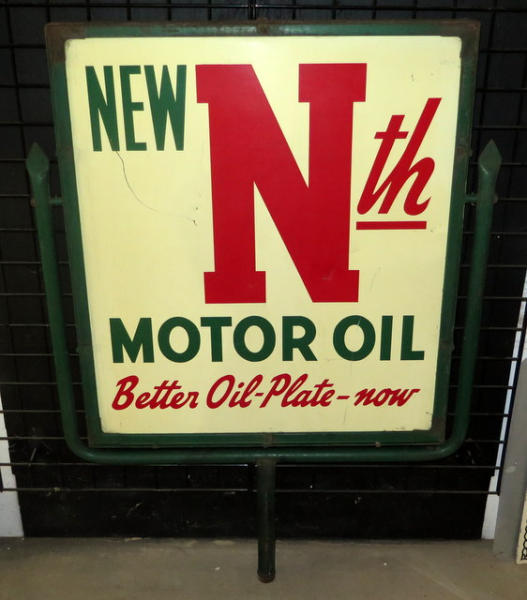 NEW Nth
MOTOR OIL
Better Oil-Plate-now